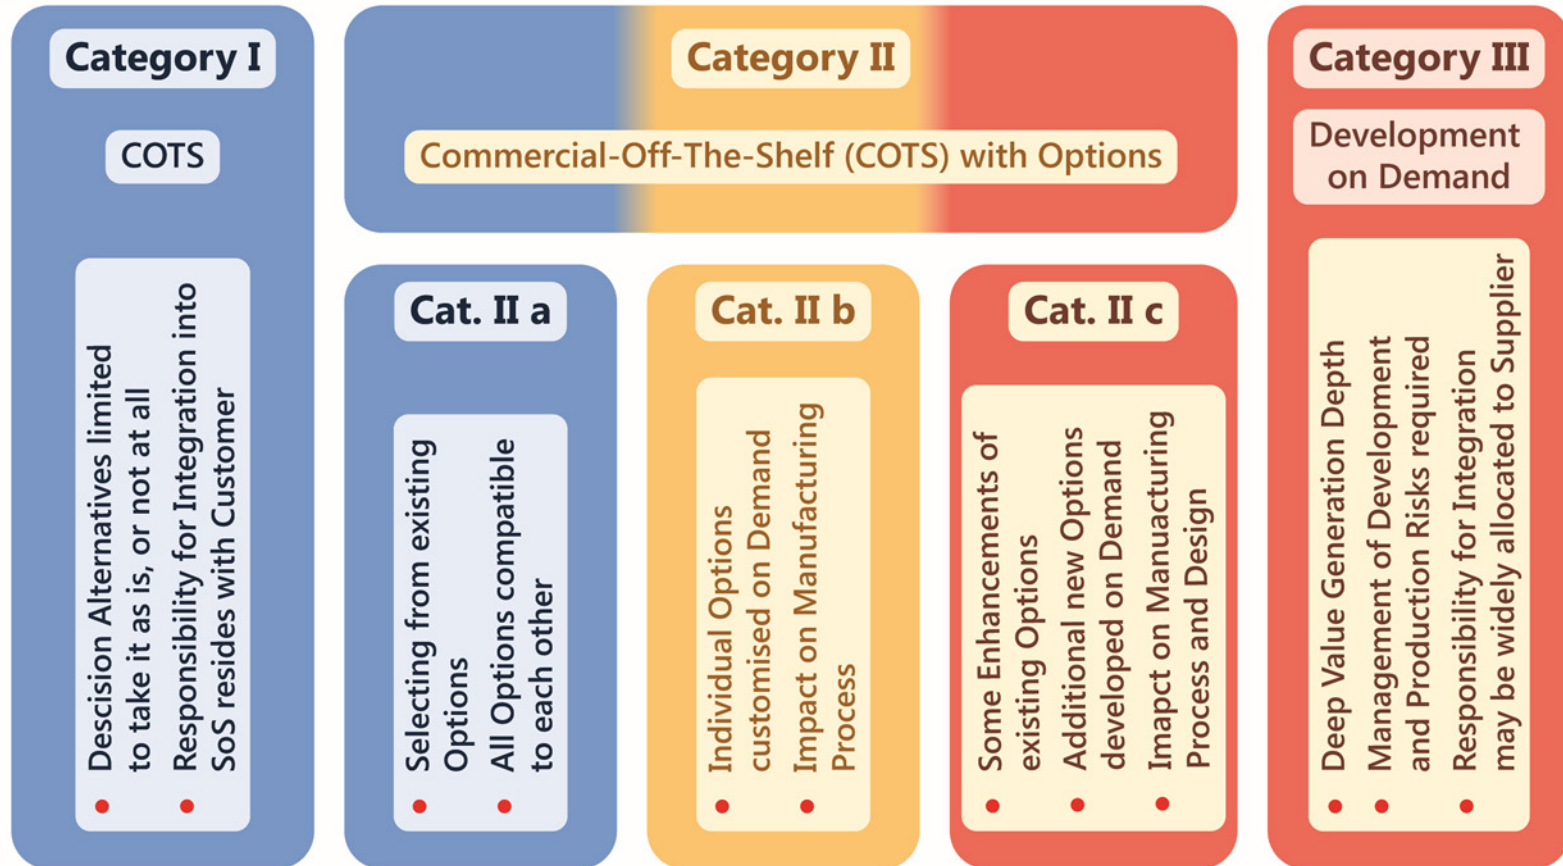 Category I
COTS
Descision Alternatives limited
to take it as is, or not at all
Responsibility for Integration into
SoS resides with Customer
Category II
Commercial-Off-The-Shelf (COTS) with Options
Cat. II a
Selecting from existing
Options
All Options compatible
to each other
Cat. II b
Individual Options
customised on Demand
Impact on Manufacturing
Process
Cat. II c
Some Enhancements of
existing Options
Additional new Options
developed on Demand
Imapct on Manuacturing
Process and Design
Category III
Development
on Demand
Deep Value Generation Depth
Management of Development
and Production Risks required
Responsibility for Integration
may be widely allocated to Supplier